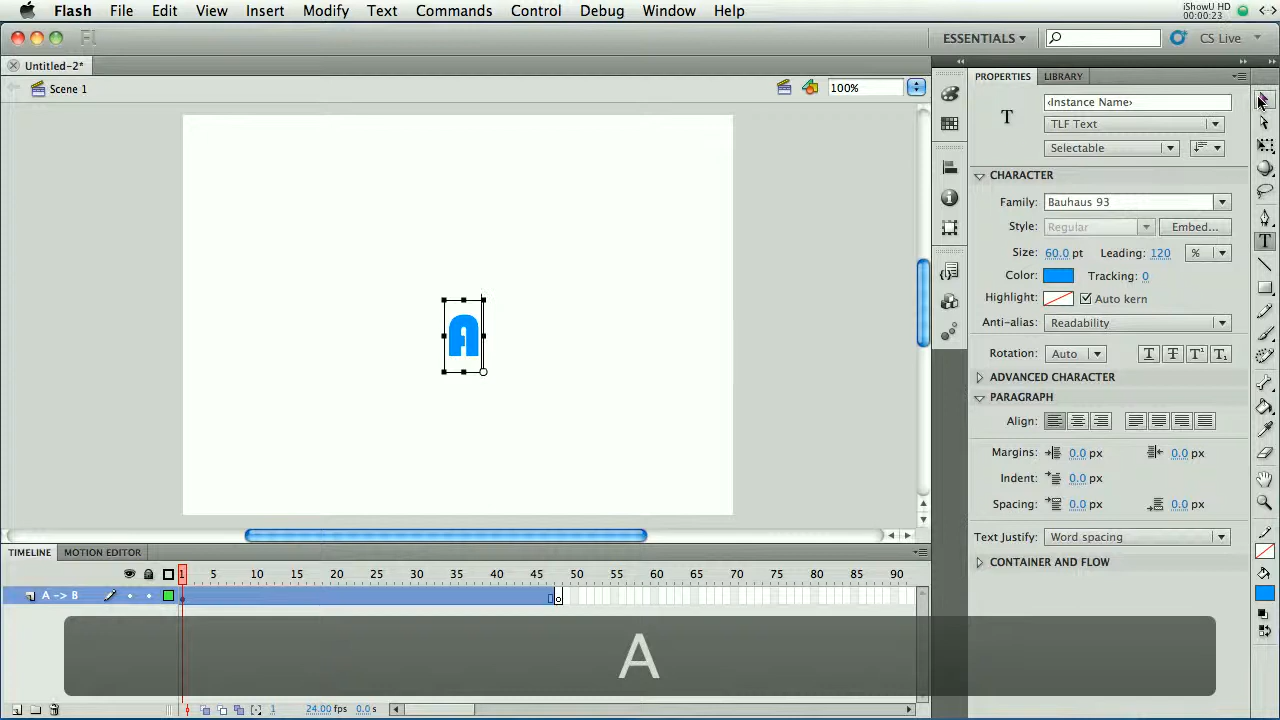 Flash File Edit View Insert Modify Text Commands Control Debug Window Help
iShowU HD
00:00:23
Fl
ESSENTIALS
CS Live
Untitled-2*
Scene 1
100%
A
PROPERTIES LIBRARY
T
‹Instance Name›
TLF Text
Selectable
CHARACTER
Family: Bauhaus 93
Style: Regular Embed...
Size: 60.0 pt Leading: 120 %
Color: Tracking: 0
Highlight: Auto kern
Anti-alias: Readability
Rotation: Auto T T T¹ T₁
ADVANCED CHARACTER
PARAGRAPH
Align:
Margins: 0.0 px 0.0 px
Indent: 0.0 px
Spacing: 0.0 px 0.0 px
Text Justify: Word spacing
CONTAINER AND FLOW
TIMELINE MOTION EDITOR
1 5 10 15 20 25 30 35 40 45 50 55 60 65 70 75 80 85 90
A -> B
A
1 24.00 fps 0.0 s